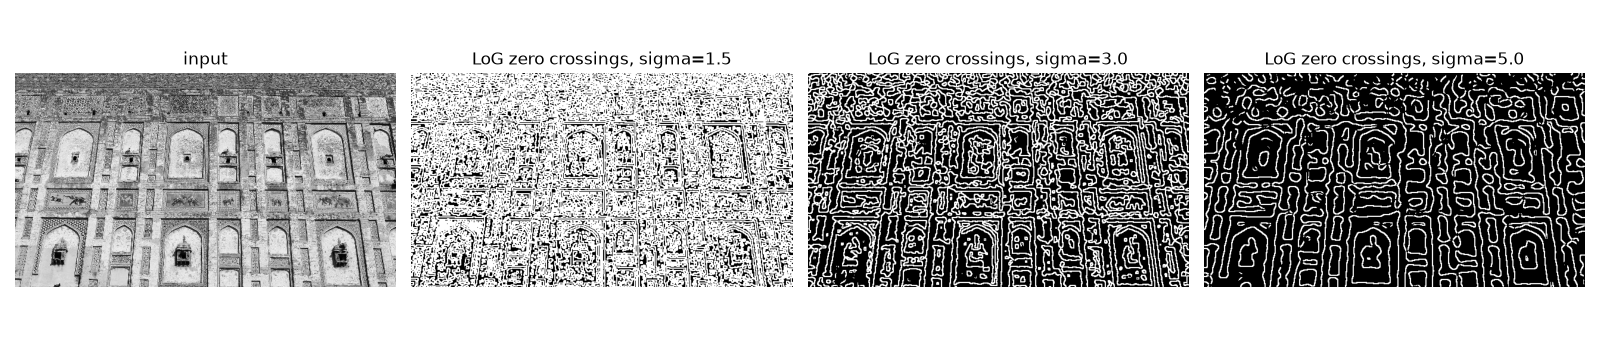 input
LoG zero crossings, sigma=1.5
LoG zero crossings, sigma=3.0
LoG zero crossings, sigma=5.0